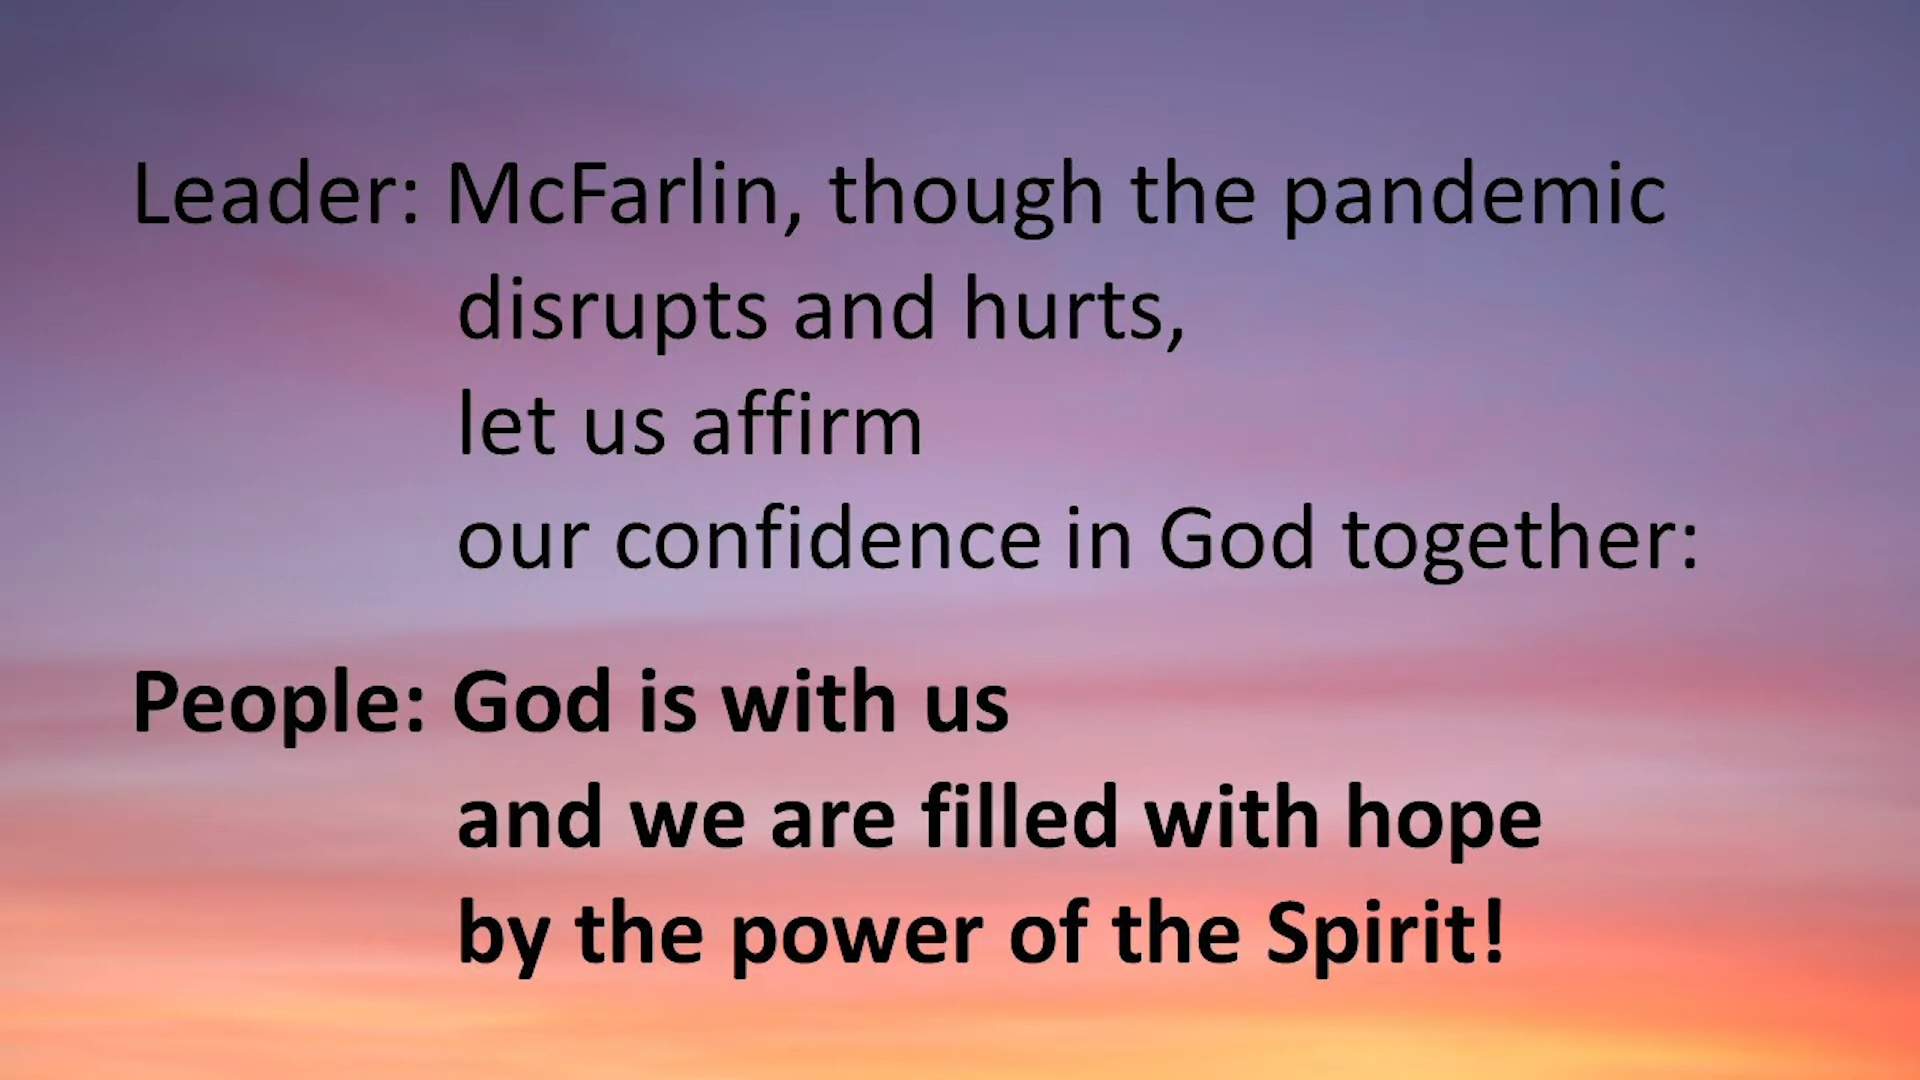 Leader: McFarlin, though the pandemic
disrupts and hurts,
let us affirm
our confidence in God together:
People: God is with us
and we are filled with hope
by the power of the Spirit!